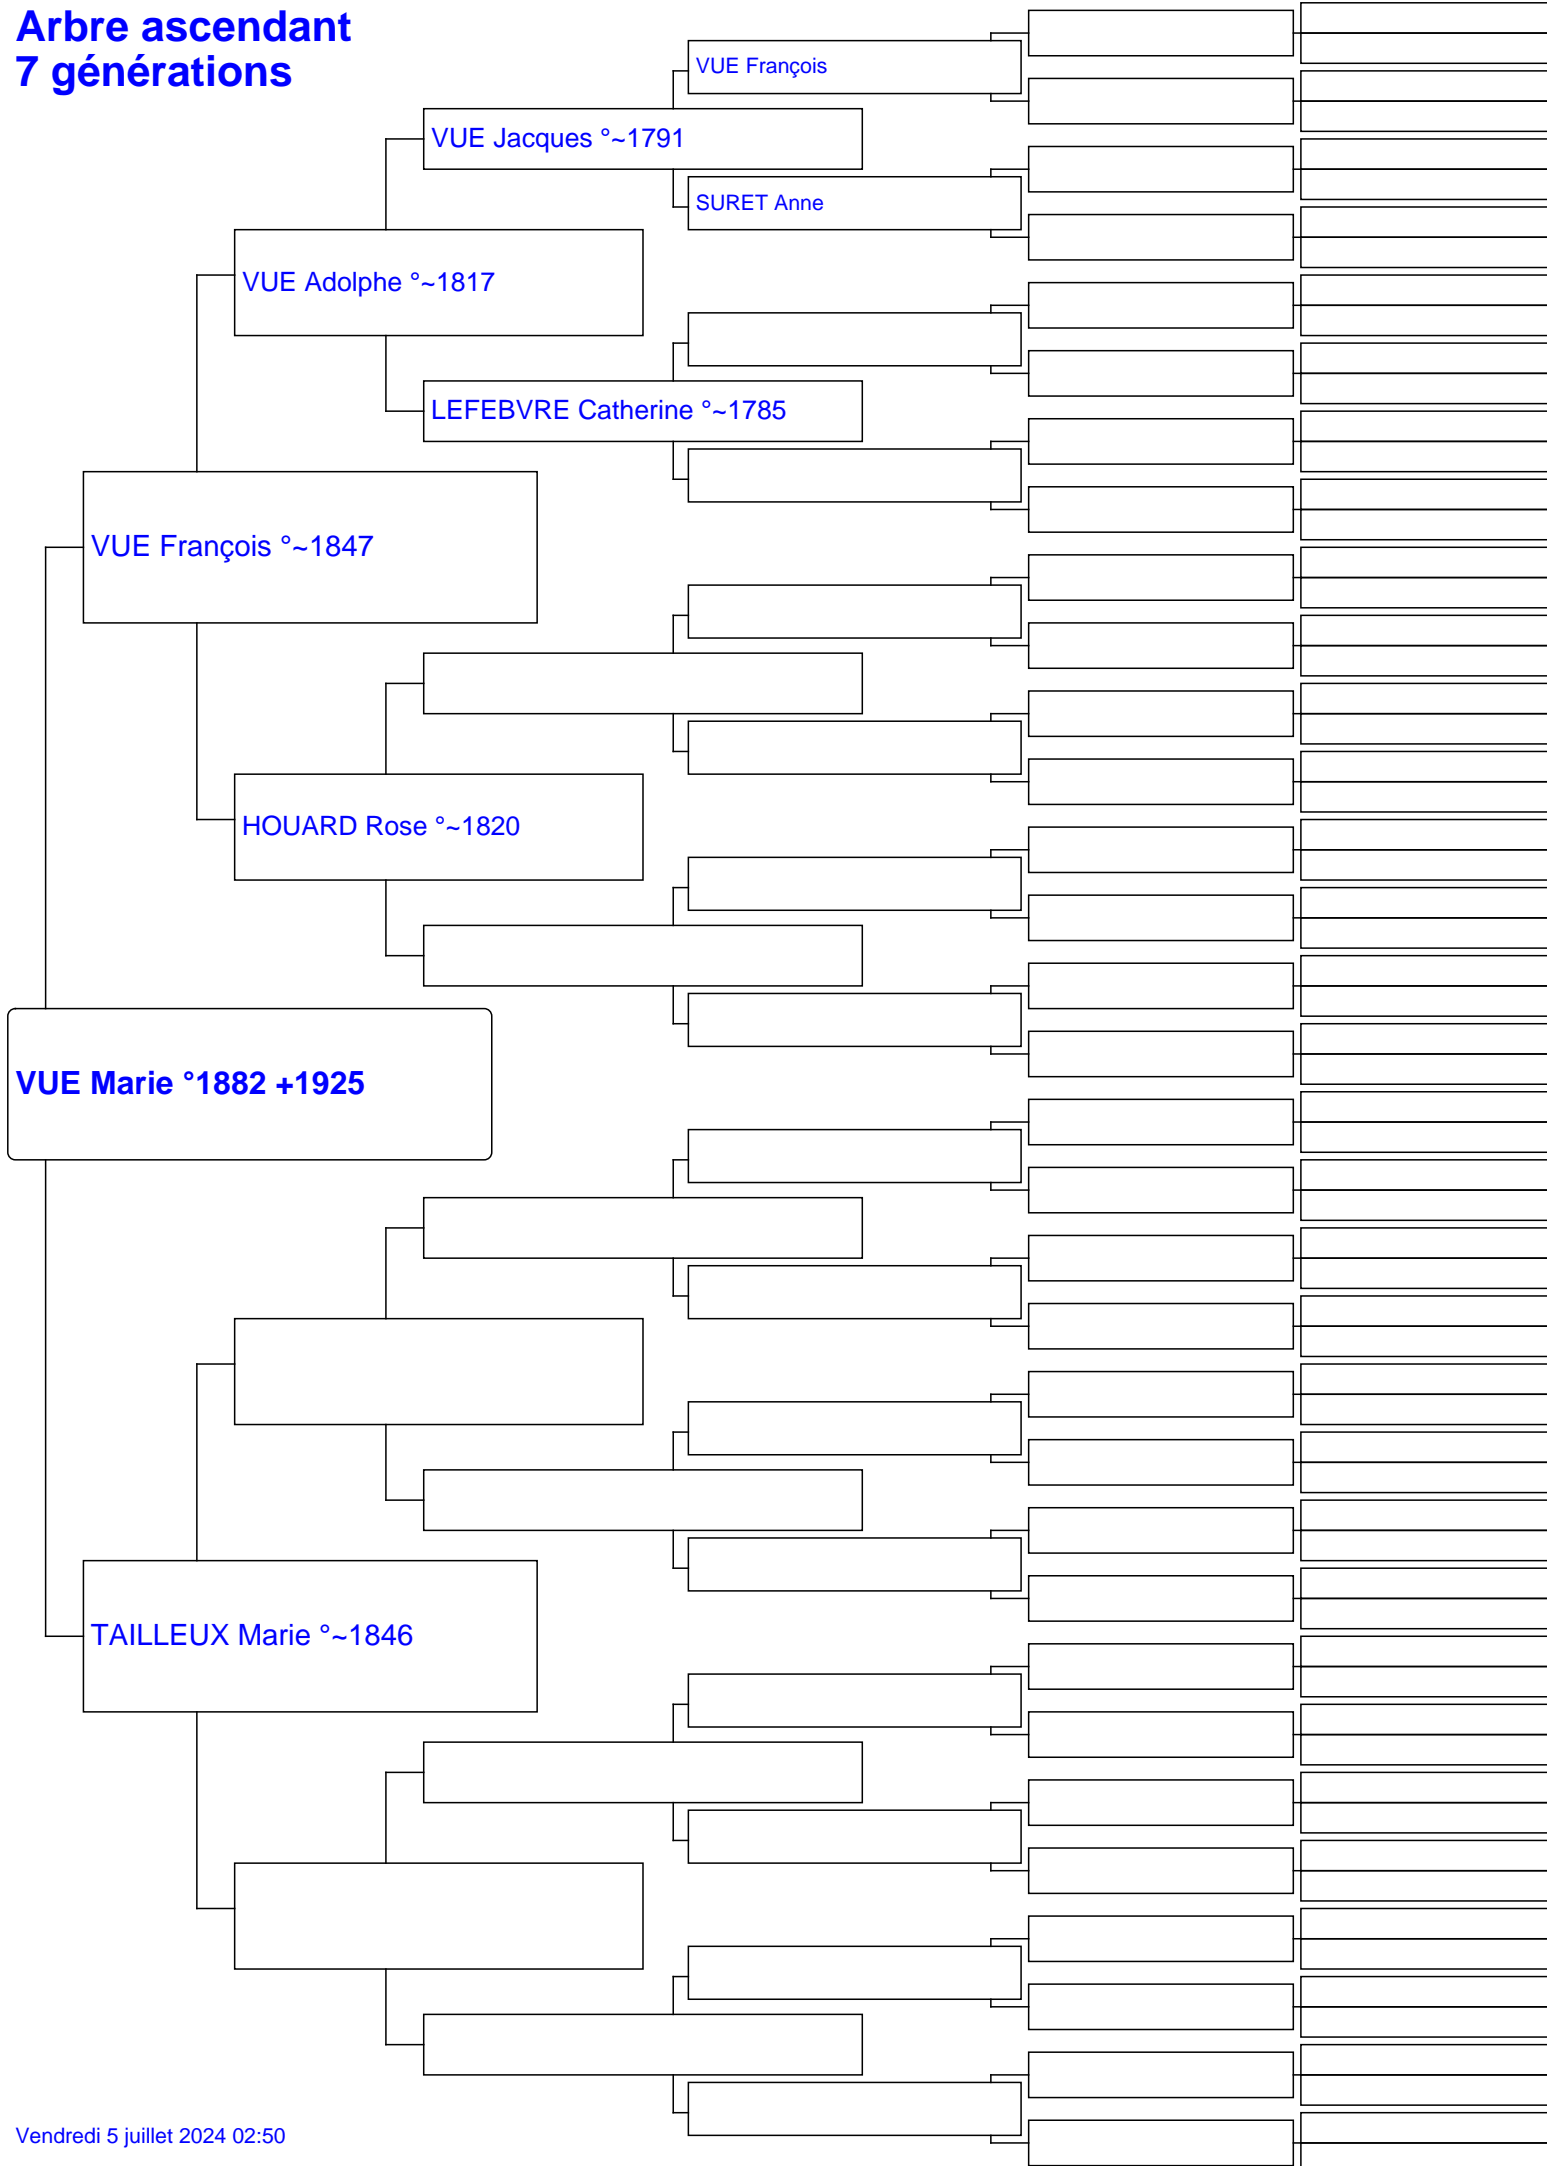 Arbre ascendant
7 générations
VUE François
VUE Jacques °~1791
SURET Anne
VUE Adolphe °~1817
LEFEBVRE Catherine °~1785
VUE François °~1847
HOUARD Rose °~1820
VUE Marie °1882 +1925
TAILLEUX Marie °~1846
Vendredi 5 juillet 2024 02:50